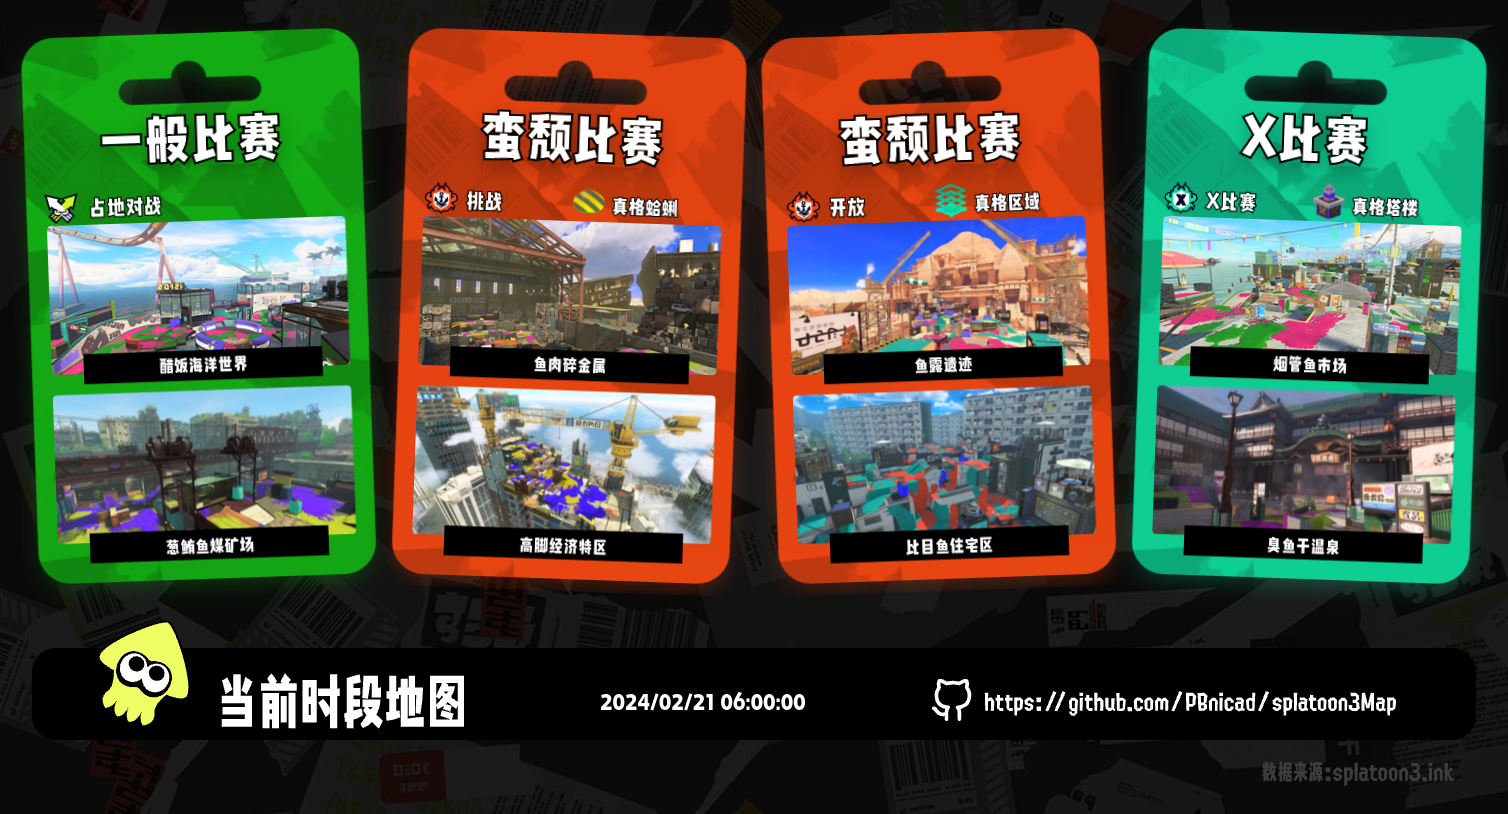 一般比赛
占地对战
醋饭海洋世界
葱鲔鱼煤矿场
蛮颓比赛
挑战
真格蛤蜊
鱼肉碎金属
高脚经济特区
蛮颓比赛
开放
真格区域
鱼露遗迹
比目鱼住宅区
X比赛
X比赛
真格塔楼
烟管鱼市场
臭鱼干温泉
当前时段地图
2024/02/21 06:00:00
https://github.com/PBnicad/splatoon3Map
数据来源:splatoon3.ink